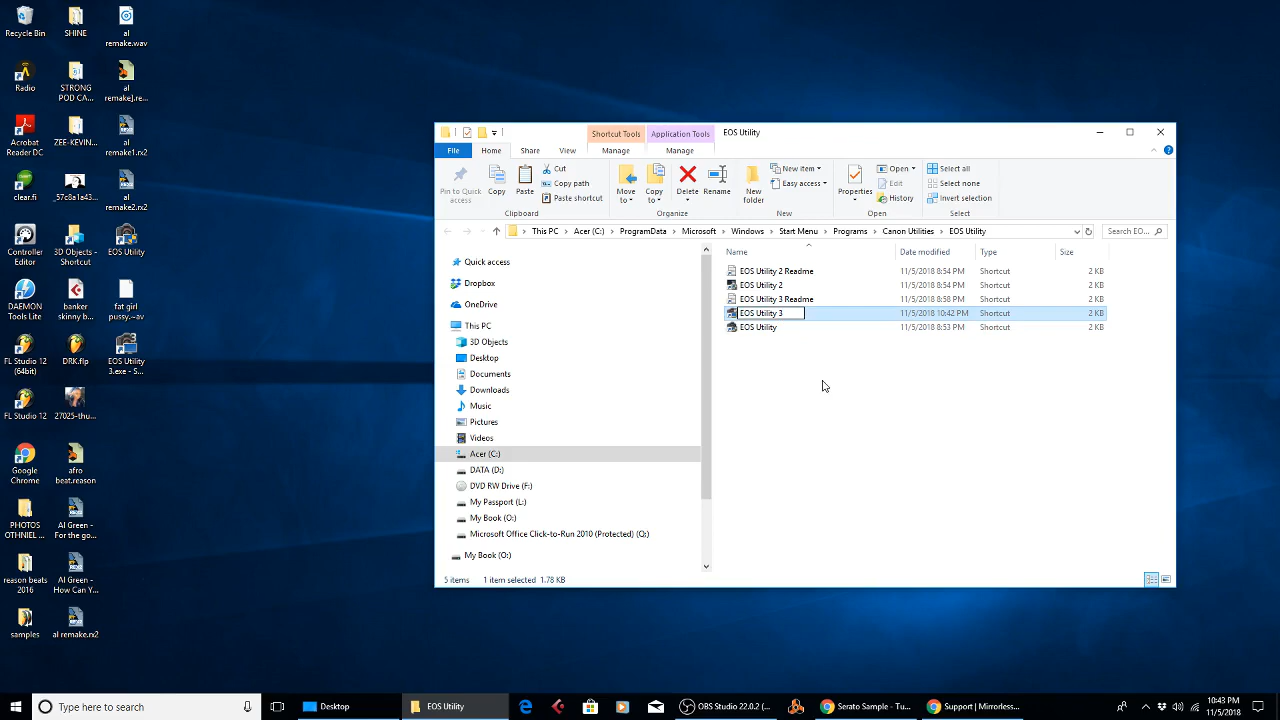 Recycle Bin
SHINE
al
remake.wav
Radio
STRONG
POD CA...
al
remake].re...
Acrobat
Reader DC
ZEE-KEVIN...
al
remake1.rx2
clear.fi
_57c8a1a43...
al
remake2.rx2
Controller
Editor
3D Objects -
Shortcut
EOS Utility
DAEMON
Tools Lite
banker
skinny b...
fat girl
pussy.--av
FL Studio 12
(64bit)
DRK.flp
EOS Utility
3.exe - S...
FL Studio 12
27025-thu...
Google
Chrome
afro
beat.reason
PHOTOS
OTHNIEL ...
Al Green -
For the go...
reason beats
2016
Al Green -
How Can Y...
samples
al remake.rx2
Shortcut Tools
Application Tools
EOS Utility
File
Home
Share
View
Manage
Manage
Pin to Quick
access
Copy
Paste
Cut
Copy path
Paste shortcut
Clipboard
Move
to
Copy
to
Delete
Rename
Organize
New
folder
New item
Easy access
New
Properties
Open
Edit
History
Open
Select all
Select none
Invert selection
Select
This PC
Acer (C:)
ProgramData
Microsoft
Windows
Start Menu
Programs
Canon Utilities
EOS Utility
Search EO...
Quick access
Dropbox
OneDrive
This PC
3D Objects
Desktop
Documents
Downloads
Music
Pictures
Videos
Acer (C:)
DATA (D:)
DVD RW Drive (F:)
My Passport (L:)
My Book (O:)
Microsoft Office Click-to-Run 2010 (Protected) (Q:)
My Book (O:)
Name Date modified Type Size
EOS Utility 2 Readme 11/5/2018 8:54 PM Shortcut 2 KB
EOS Utility 2 11/5/2018 8:54 PM Shortcut 2 KB
EOS Utility 3 Readme 11/5/2018 8:58 PM Shortcut 2 KB
EOS Utility 3 11/5/2018 10:42 PM Shortcut 2 KB
EOS Utility 11/5/2018 8:53 PM Shortcut 2 KB
5 items 1 item selected 1.78 KB
Type here to search
Desktop
EOS Utility
OBS Studio 22.0.2 (...
Serato Sample - Tu...
Support | Mirrorless...
10:43 PM
11/5/2018